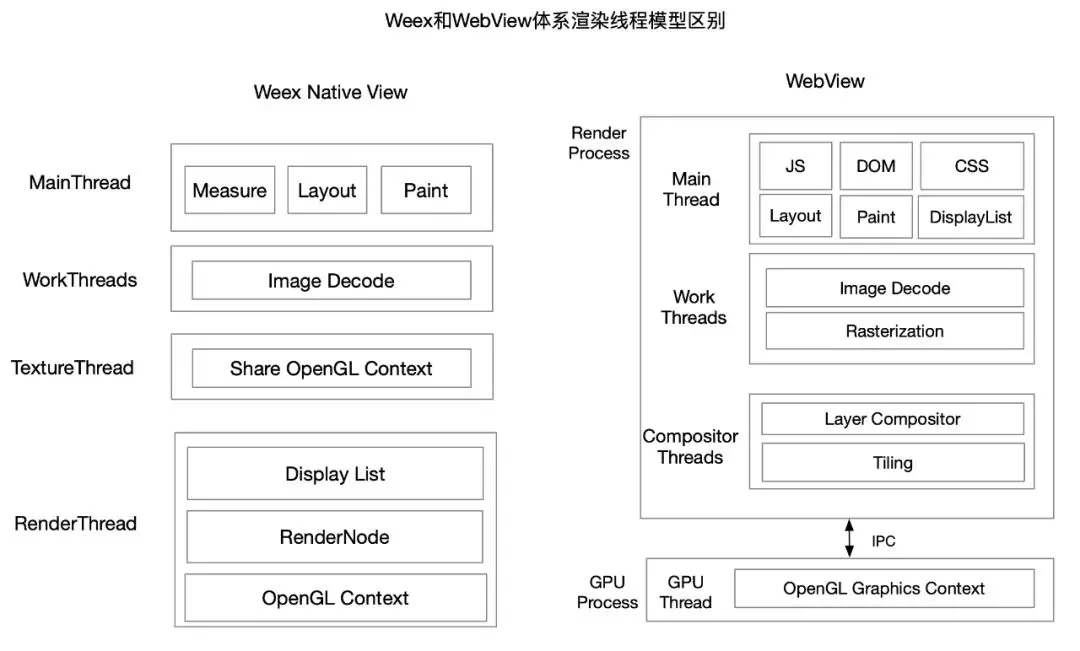 Weex和WebView体系渲染线程模型区别
Weex Native View
MainThread
Measure
Layout
Paint
WorkThreads
Image Decode
TextureThread
Share OpenGL Context
RenderThread
Display List
RenderNode
OpenGL Context
WebView
Render
Process
Main
Thread
JS
DOM
CSS
Layout
Paint
DisplayList
Work
Threads
Image Decode
Rasterization
Compositor
Threads
Layer Compositor
Tiling
IPC
GPU
Process
GPU
Thread
OpenGL Graphics Context